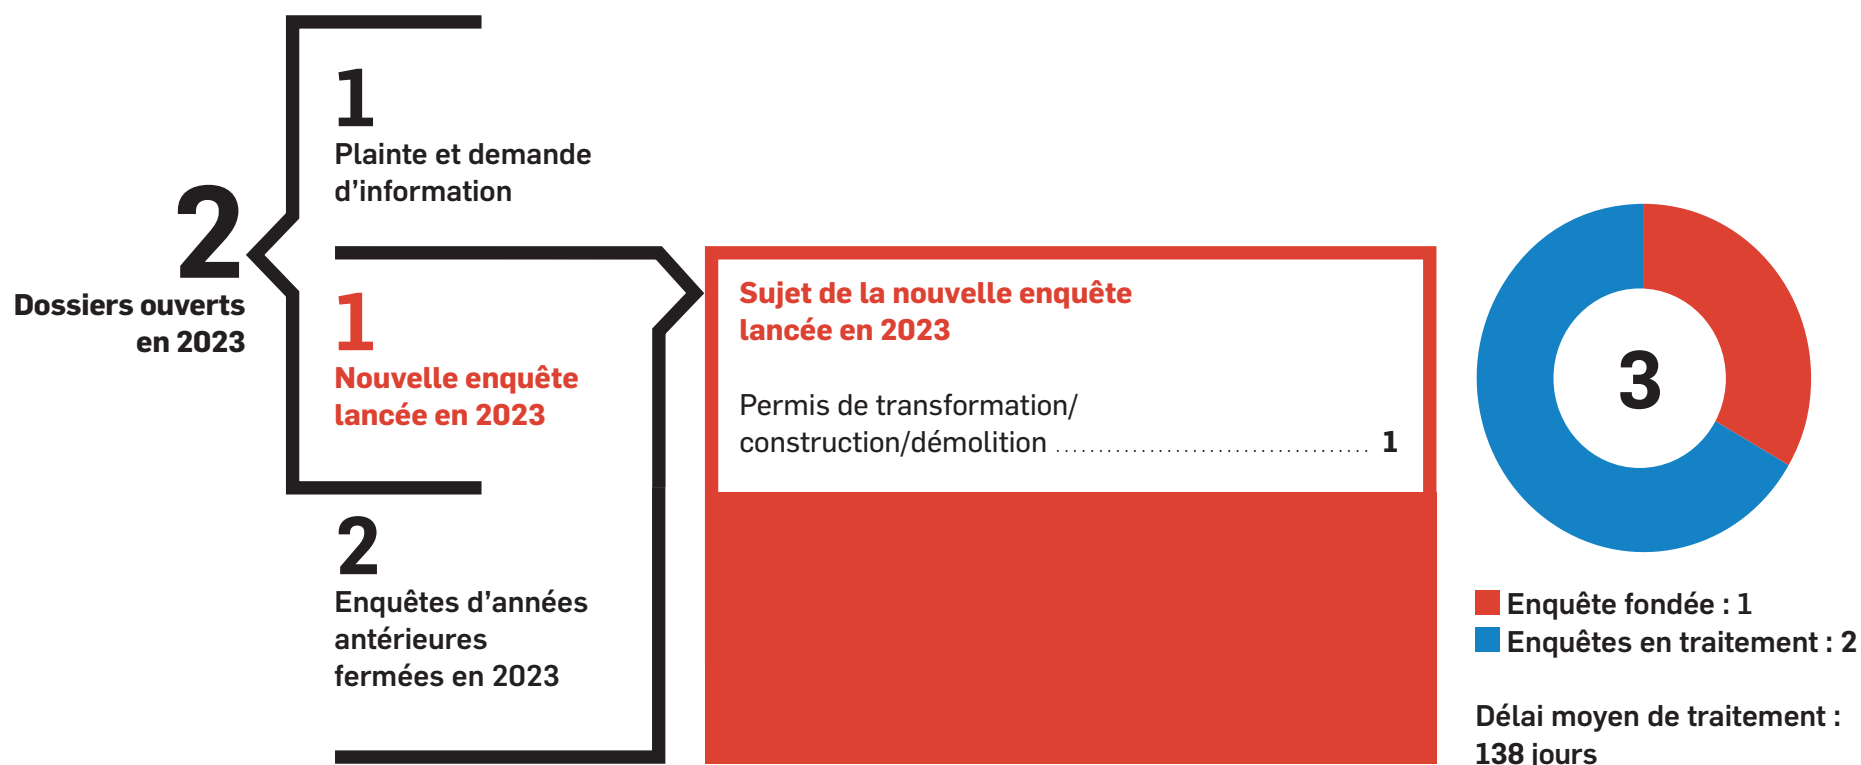 2
Dossiers ouverts
en 2023
1
Plainte et demande
d’information
1
Nouvelle enquête
lancée en 2023
2
Enquêtes d’années
antérieures
fermées en 2023
Sujet de la nouvelle enquête
lancée en 2023
Permis de transformation/
construction/démolition ..................................... 1
3
Enquête fondée : 1
Enquêtes en traitement : 2
Délai moyen de traitement :
138 jours